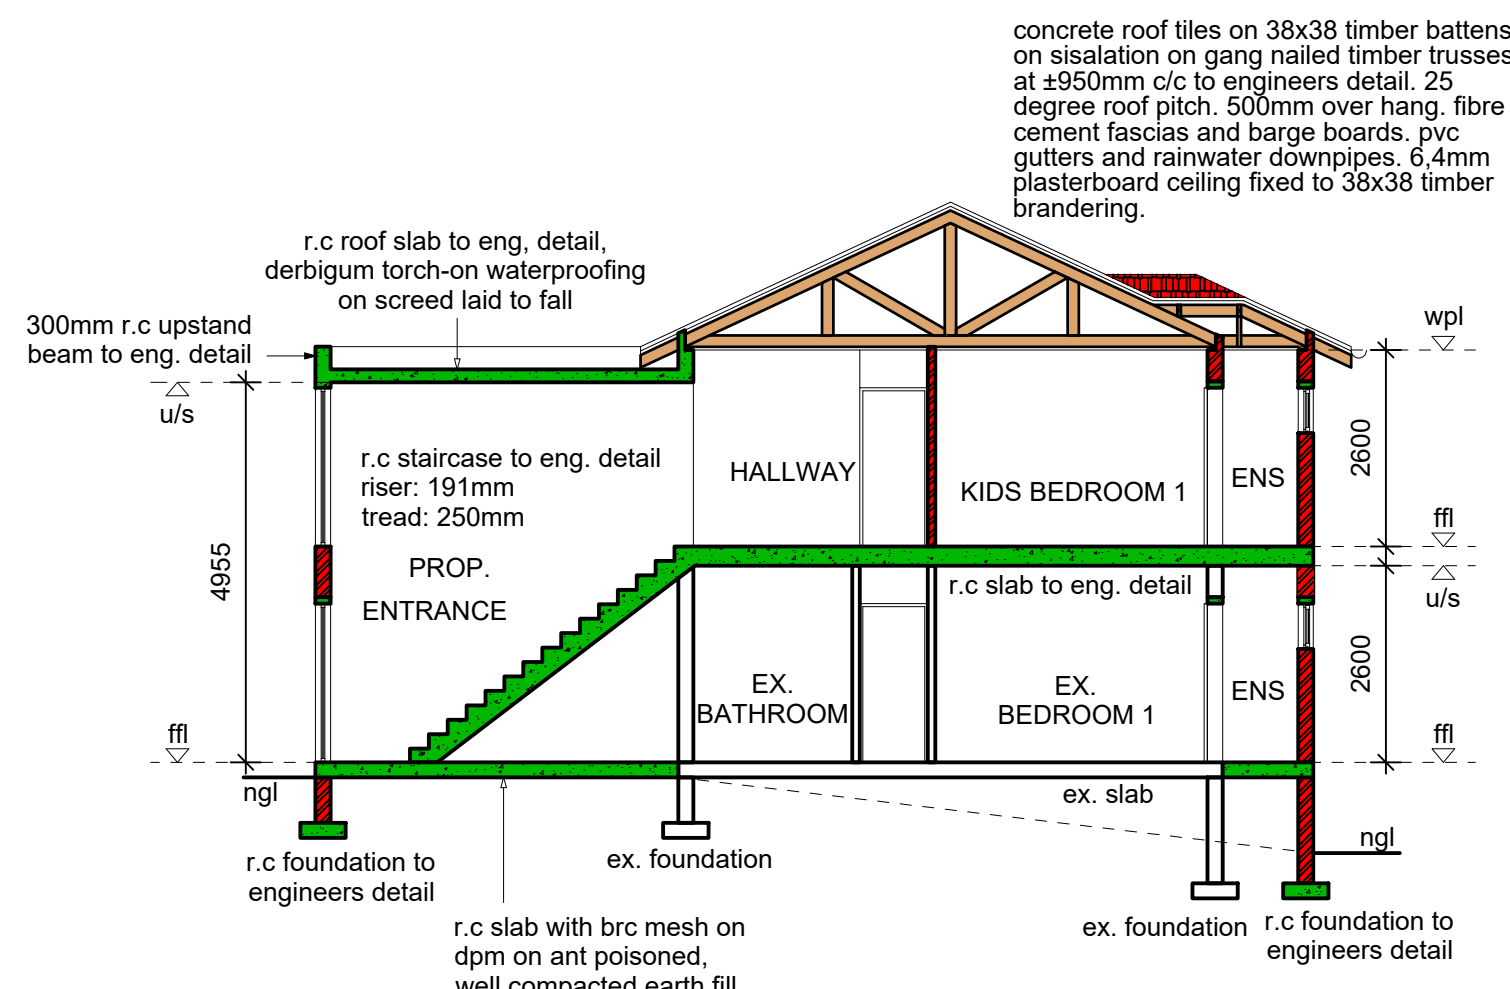 concrete roof tiles on 38x38 timber battens
on sisalation on gang nailed timber trusses
at ±950mm c/c to engineers detail. 25
degree roof pitch. 500mm over hang. fibre
cement fascias and barge boards. pvc
gutters and rainwater downpipes. 6,4mm
plasterboard ceiling fixed to 38x38 timber
brandering.
r.c roof slab to eng, detail,
derbigum torch-on waterproofing
on screed laid to fall
300mm r.c upstand
beam to eng. detail
wpl
u/s
r.c staircase to eng. detail
riser: 191mm
tread: 250mm
HALLWAY
KIDS BEDROOM 1
ENS
2600
ffl
4955
PROP.
ENTRANCE
r.c slab to eng. detail
u/s
EX.
BATHROOM
EX.
BEDROOM 1
ENS
2600
ffl
ffl
ngl
ex. slab
ngl
r.c foundation to
engineers detail
ex. foundation
ex. foundation
r.c foundation to
engineers detail
r.c slab with brc mesh on
dpm on ant poisoned,
well compacted earth fill